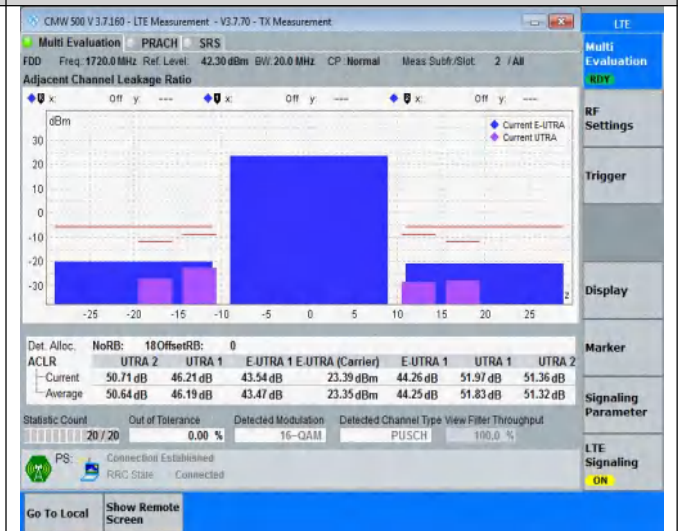 CMW 500 V 3.7.160 - LTE Measurement - V3.7.70 - TX Measurement
LTE
Multi Evaluation PRACH SRS
Multi Evaluation
RDY
FDD Freq: 1720.0 MHz Ref. Level: 42.30 dBm BW: 20.0 MHz CP: Normal Meas Subfr./Slot: 2 / All
Adjacent Channel Leakage Ratio
x: Off y: --- x: Off y: --- x: Off y: ---
RF Settings
dBm
Current E-UTRA
Current UTRA
30
20
10
0
-10
-20
-30
Trigger
Display
-25 -20 -15 -10 -5 0 5 10 15 20 25
Det. Alloc. NoRB: 18OffsetRB: 0
Marker
ACLR UTRA 2 UTRA 1 E-UTRA 1 E-UTRA (Carrier) E-UTRA 1 UTRA 1 UTRA 2
Current 50.71 dB 46.21 dB 43.54 dB 23.39 dBm 44.26 dB 51.97 dB 51.36 dB
Average 50.64 dB 46.19 dB 43.47 dB 23.35 dBm 44.25 dB 51.83 dB 51.32 dB
Signaling Parameter
Statistic Count Out of Tolerance Detected Modulation Detected Channel Type View Filter Throughput
20 / 20 0.00 % 16-QAM PUSCH 100.0 %
PS: Connection Established
RRC State Connected
LTE Signaling
ON
Go To Local
Show Remote Screen